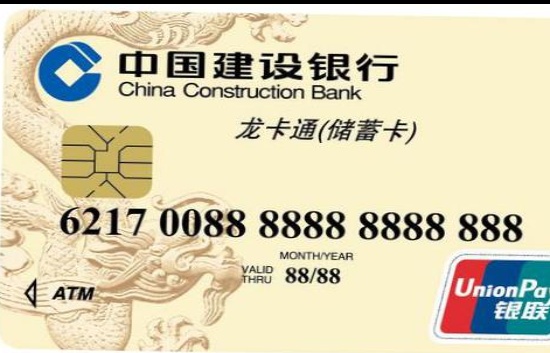 中国建设银行
China Construction Bank
龙卡通(储蓄卡)
6217 0088 8888 8888 888
MONTH/YEAR
VALID
THRU 88/88
ATM
UnionPa
银联